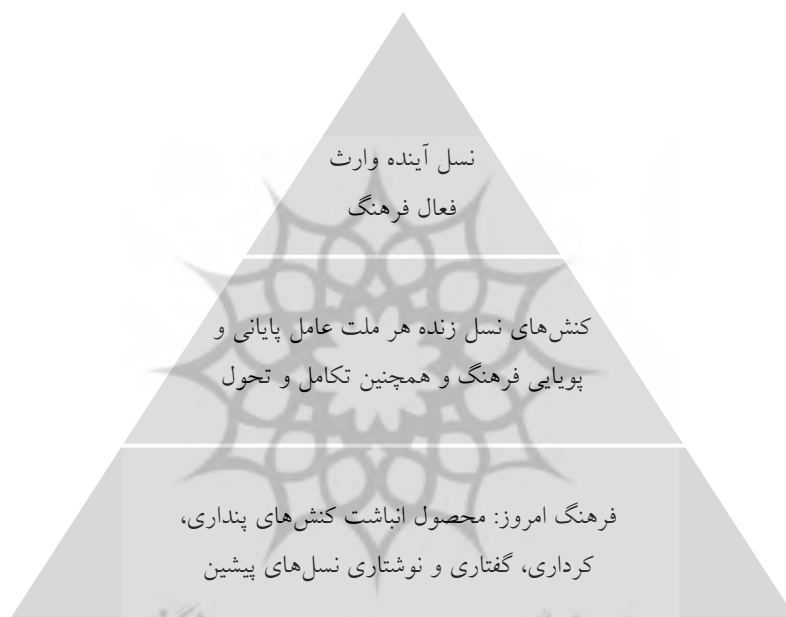 نسل آینده وارث
فعال فرهنگ
کنش‌های نسل زنده هر ملت عامل پایانی و
پویایی فرهنگ و همچنین تکامل و تحول
فرهنگ امروز: محصول انباشت کنش‌های پنداری،
کرداری، گفتاری و نوشتاری نسل‌های پیشین